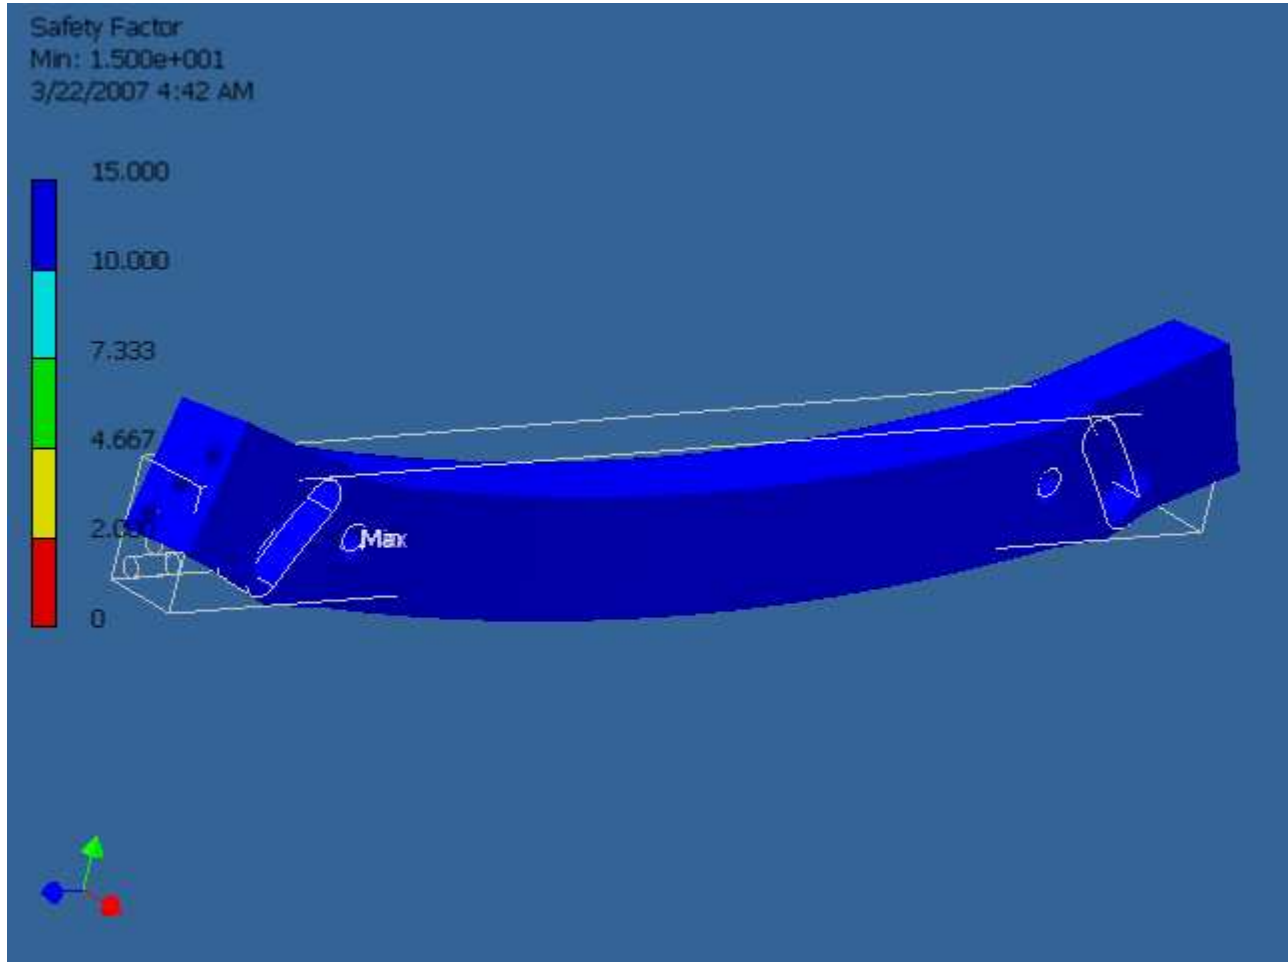 Safety Factor
Min: 1.500e+001
3/22/2007 4:42 AM
15.000
10.000
7.333
4.667
0
Max